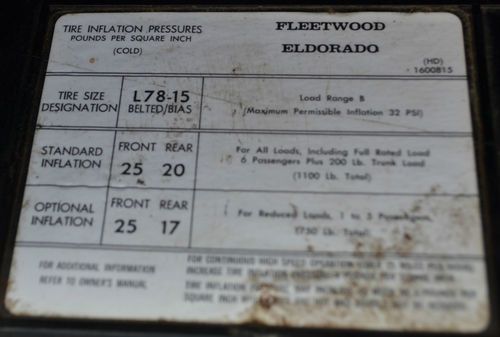 TIRE INFLATION PRESSURES
POUNDS PER SQUARE INCH
(COLD)
FLEETWOOD
ELDORADO
(HD)
1600815
TIRE SIZE
DESIGNATION
L78-15
BELTED/BIAS
Load Range B
(Maximum Permissible Inflation 32 PSI)
STANDARD
INFLATION
FRONT REAR
25 20
For All Loads, Including Full Rated Load
6 Passengers Plus 200 Lb. Trunk Load
(1100 Lb. Total)
OPTIONAL
INFLATION
FRONT REAR
25 17
For Reduced Loads, 1 to 5 Passengers
Lb. Total)
FOR ADDITIONAL INFORMATION
REFER TO OWNER'S MANUAL
FOR CONTINUOUS HIGH SPEED OPERATION
INCREASE TIRE INFLATION
TIRE INFLATION
SQUARE INCH